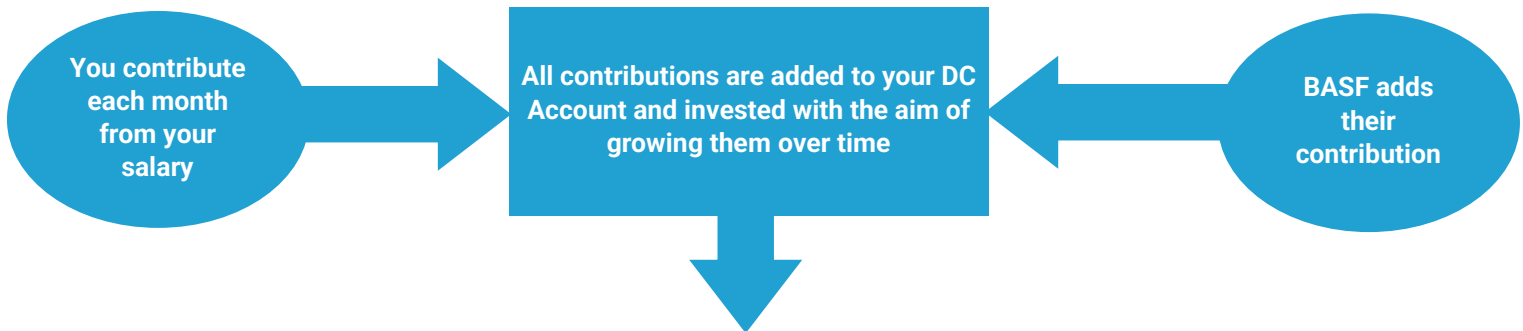 You contribute
each month
from your
salary
All contributions are added to your DC
Account and invested with the aim of
growing them over time
BASF adds
their
contribution